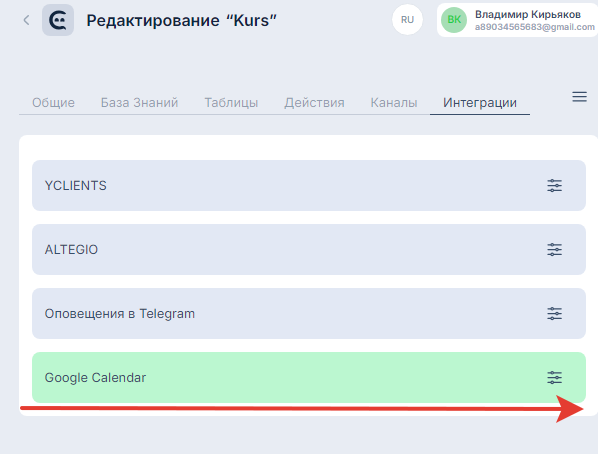 Редактирование “Kurs”
RU
ВК
Владимир Кирьяков
a89034565683@gmail.com
Общие
База Знаний
Таблицы
Действия
Каналы
Интеграции
YCLIENTS
ALTEGIO
Оповещения в Telegram
Google Calendar